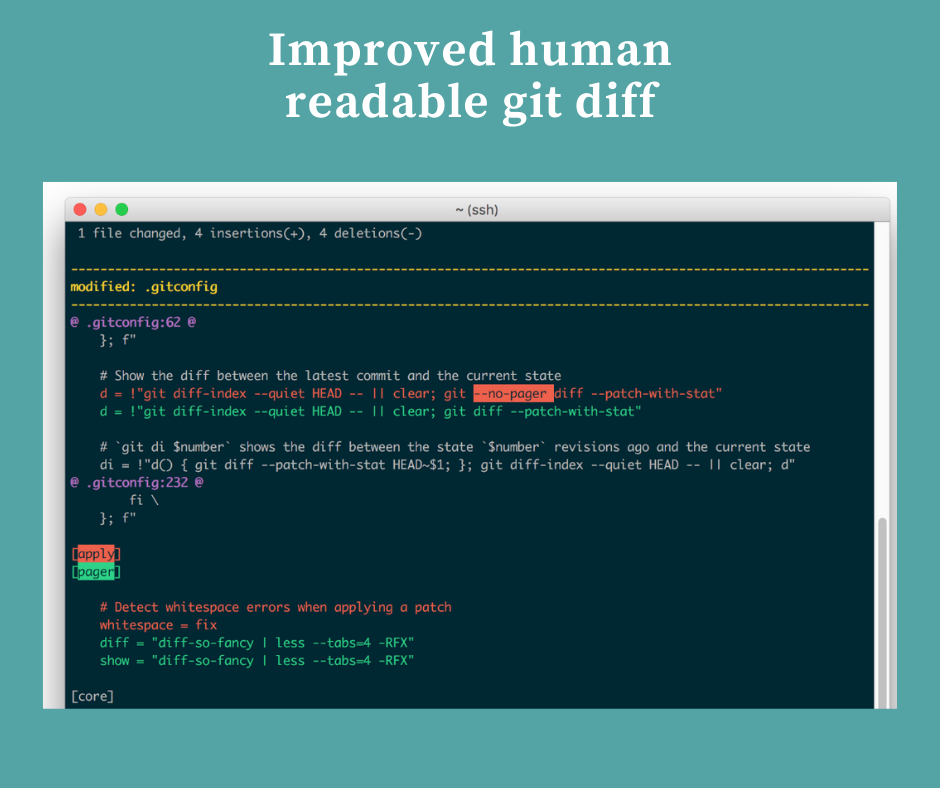 Improved human
readable git diff
~ (ssh)
1 file changed, 4 insertions(+), 4 deletions(-)
modified: .gitconfig
@ .gitconfig:62 @
}; f"
# Show the diff between the latest commit and the current state
d = !"git diff-index --quiet HEAD -- || clear; git --no-pager diff --patch-with-stat"
d = !"git diff-index --quiet HEAD -- || clear; git diff --patch-with-stat"
# `git di $number` shows the diff between the state `$number` revisions ago and the current state
di = !"d() { git diff --patch-with-stat HEAD~$1; }; git diff-index --quiet HEAD -- || clear; d"
@ .gitconfig:232 @
fi \
}; f"
[apply]
[pager]
# Detect whitespace errors when applying a patch
whitespace = fix
diff = "diff-so-fancy | less --tabs=4 -RFX"
show = "diff-so-fancy | less --tabs=4 -RFX"
[core]